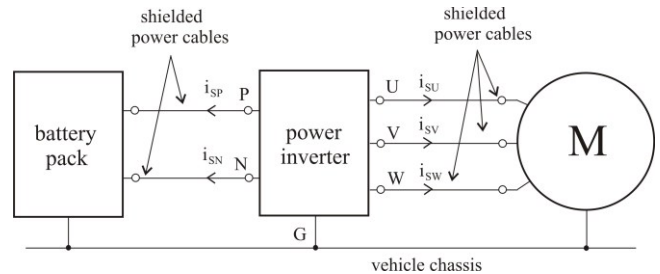 shielded
power cables
shielded
power cables
battery
pack
i_SP
P
i_SN
N
power
inverter
U
i_SU
V
i_SV
W
i_SW
M
G
vehicle chassis